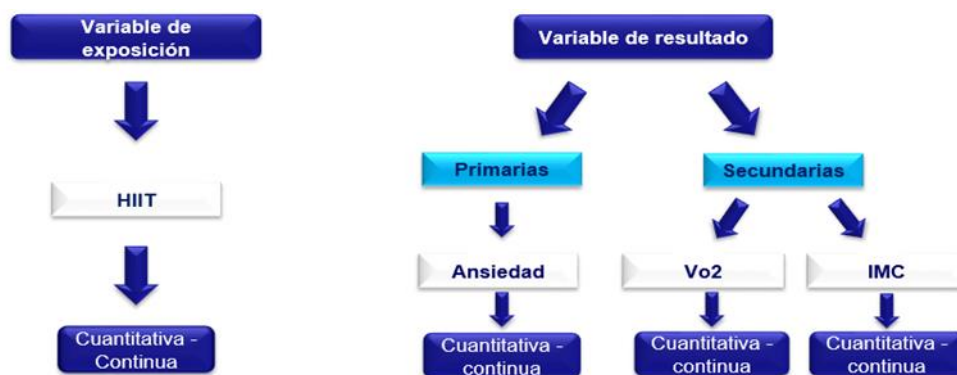 Variable de
exposición
HIIT
Cuantitativa -
Continua
Variable de resultado
Primarias
Secundarias
Ansiedad
Vo2
IMC
Cuantitativa -
continua
Cuantitativa -
continua
Cuantitativa -
continua